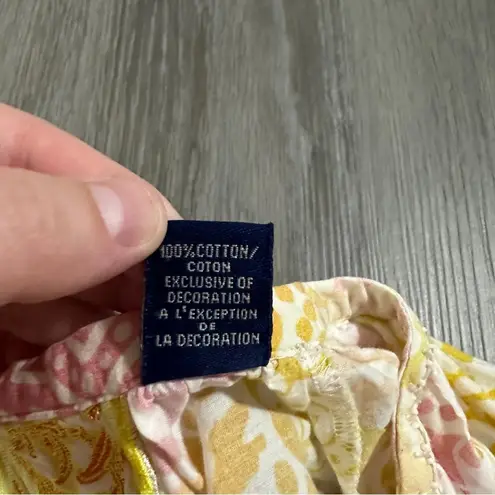 100%COTTON/
COTON
EXCLUSIVE OF
DECORATION
A L'EXCEPTION
DE
LA DECORATION